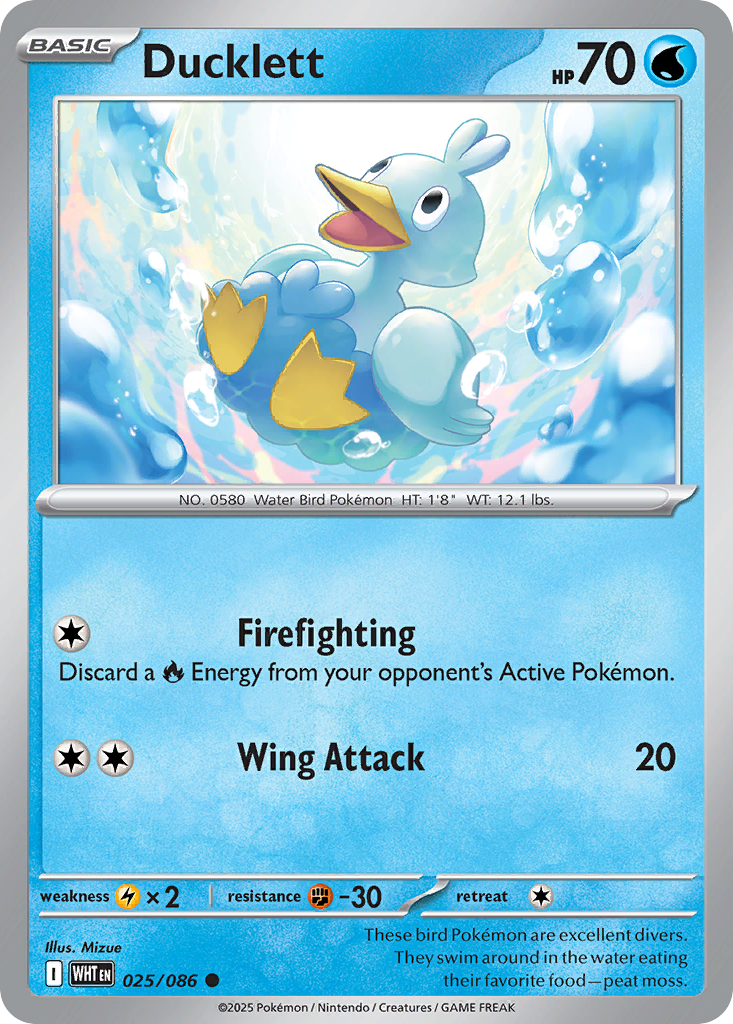 BASIC
Ducklett
HP 70
NO. 0580 Water Bird Pokémon HT: 1'8" WT: 12.1 lbs.
Firefighting
Discard a Energy from your opponent's Active Pokémon.
Wing Attack 20
weakness ×2 resistance -30 retreat
Illus. Mizue
These bird Pokémon are excellent divers.
They swim around in the water eating
their favorite food—peat moss.
I WHT EN 025/086
©2025 Pokémon / Nintendo / Creatures / GAME FREAK